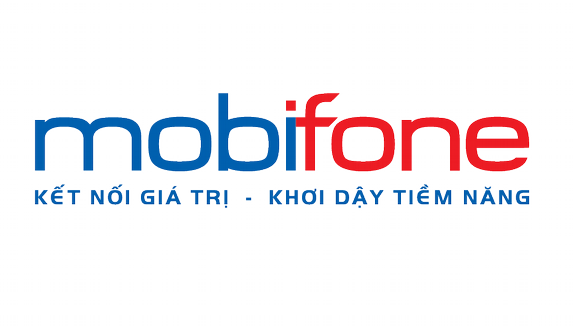 mobifone
KẾT NỐI GIÁ TRỊ - KHƠI DẬY TIỀM NĂNG